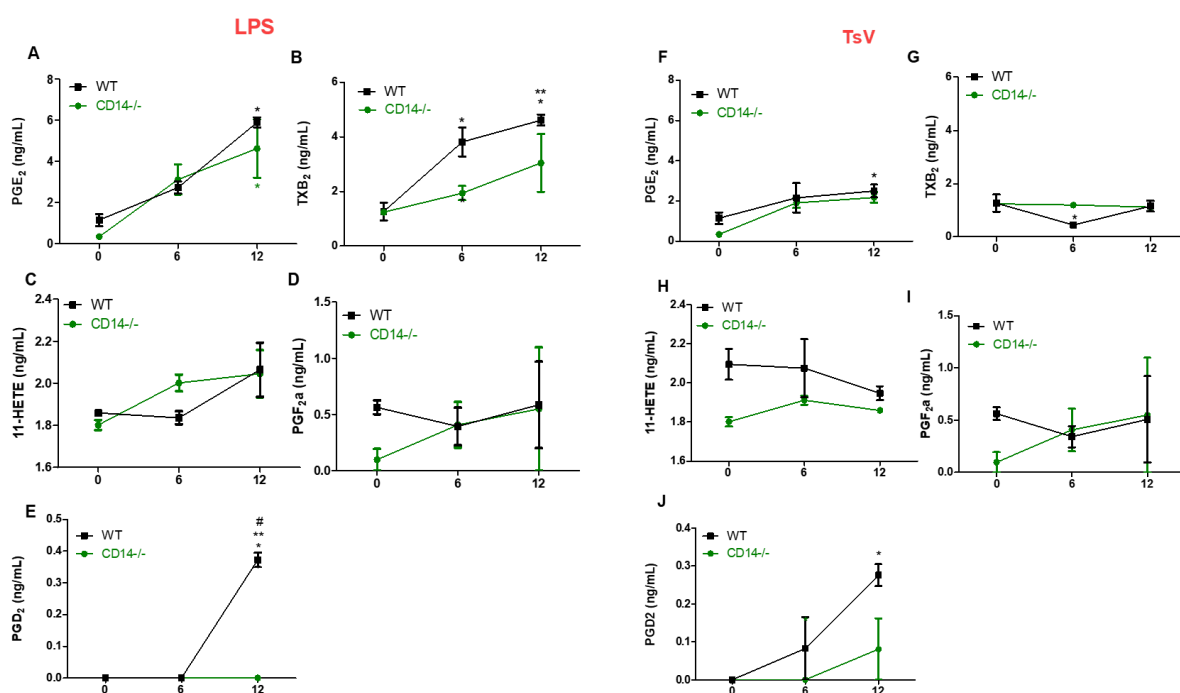 LPS
A
PGE2 (ng/mL)
8
6
4
2
0
WT
CD14-/-
*
*
0 6 12
B
TXB2 (ng/mL)
6
4
2
0
WT
CD14-/-
*
**
*
0 6 12
C
11-HETE (ng/mL)
2.4
2.2
2.0
1.8
1.6
WT
CD14-/-
0 6 12
D
PGF2a (ng/mL)
1.5
1.0
0.5
0.0
WT
CD14-/-
0 6 12
E
PGD2 (ng/mL)
0.5
0.4
0.3
0.2
0.1
0.0
WT
CD14-/-
#
**
*
0 6 12
TsV
F
PGE2 (ng/mL)
8
6
4
2
0
WT
CD14-/-
*
0 6 12
G
TXB2 (ng/mL)
6
4
2
0
WT
CD14-/-
*
0 6 12
H
11-HETE (ng/mL)
2.4
2.2
2.0
1.8
1.6
WT
CD14-/-
0 6 12
I
PGF2a (ng/mL)
1.5
1.0
0.5
0.0
WT
CD14-/-
0 6 12
J
PGD2 (ng/mL)
0.4
0.3
0.2
0.1
0.0
WT
CD14-/-
*
0 6 12